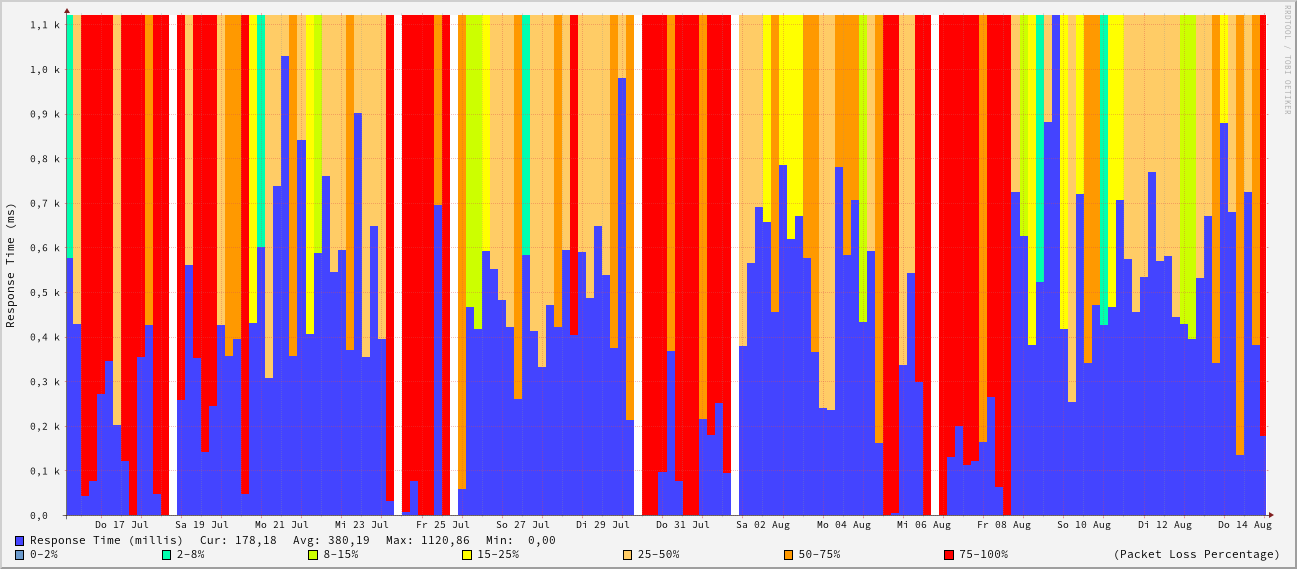 1,1 k
1,0 k
0,9 k
0,8 k
0,7 k
0,6 k
0,5 k
0,4 k
0,3 k
0,2 k
0,1 k
0,0
Response Time (ms)
RRDTOOL / TOBI OETIKER
Do 17 Jul Sa 19 Jul Mo 21 Jul Mi 23 Jul Fr 25 Jul So 27 Jul Di 29 Jul Do 31 Jul Sa 02 Aug Mo 04 Aug Mi 06 Aug Fr 08 Aug So 10 Aug Di 12 Aug Do 14 Aug
Response Time (millis) Cur: 178,18 Avg: 380,19 Max: 1120,86 Min: 0,00
0-2% 2-8% 8-15% 15-25% 25-50% 50-75% 75-100% (Packet Loss Percentage)